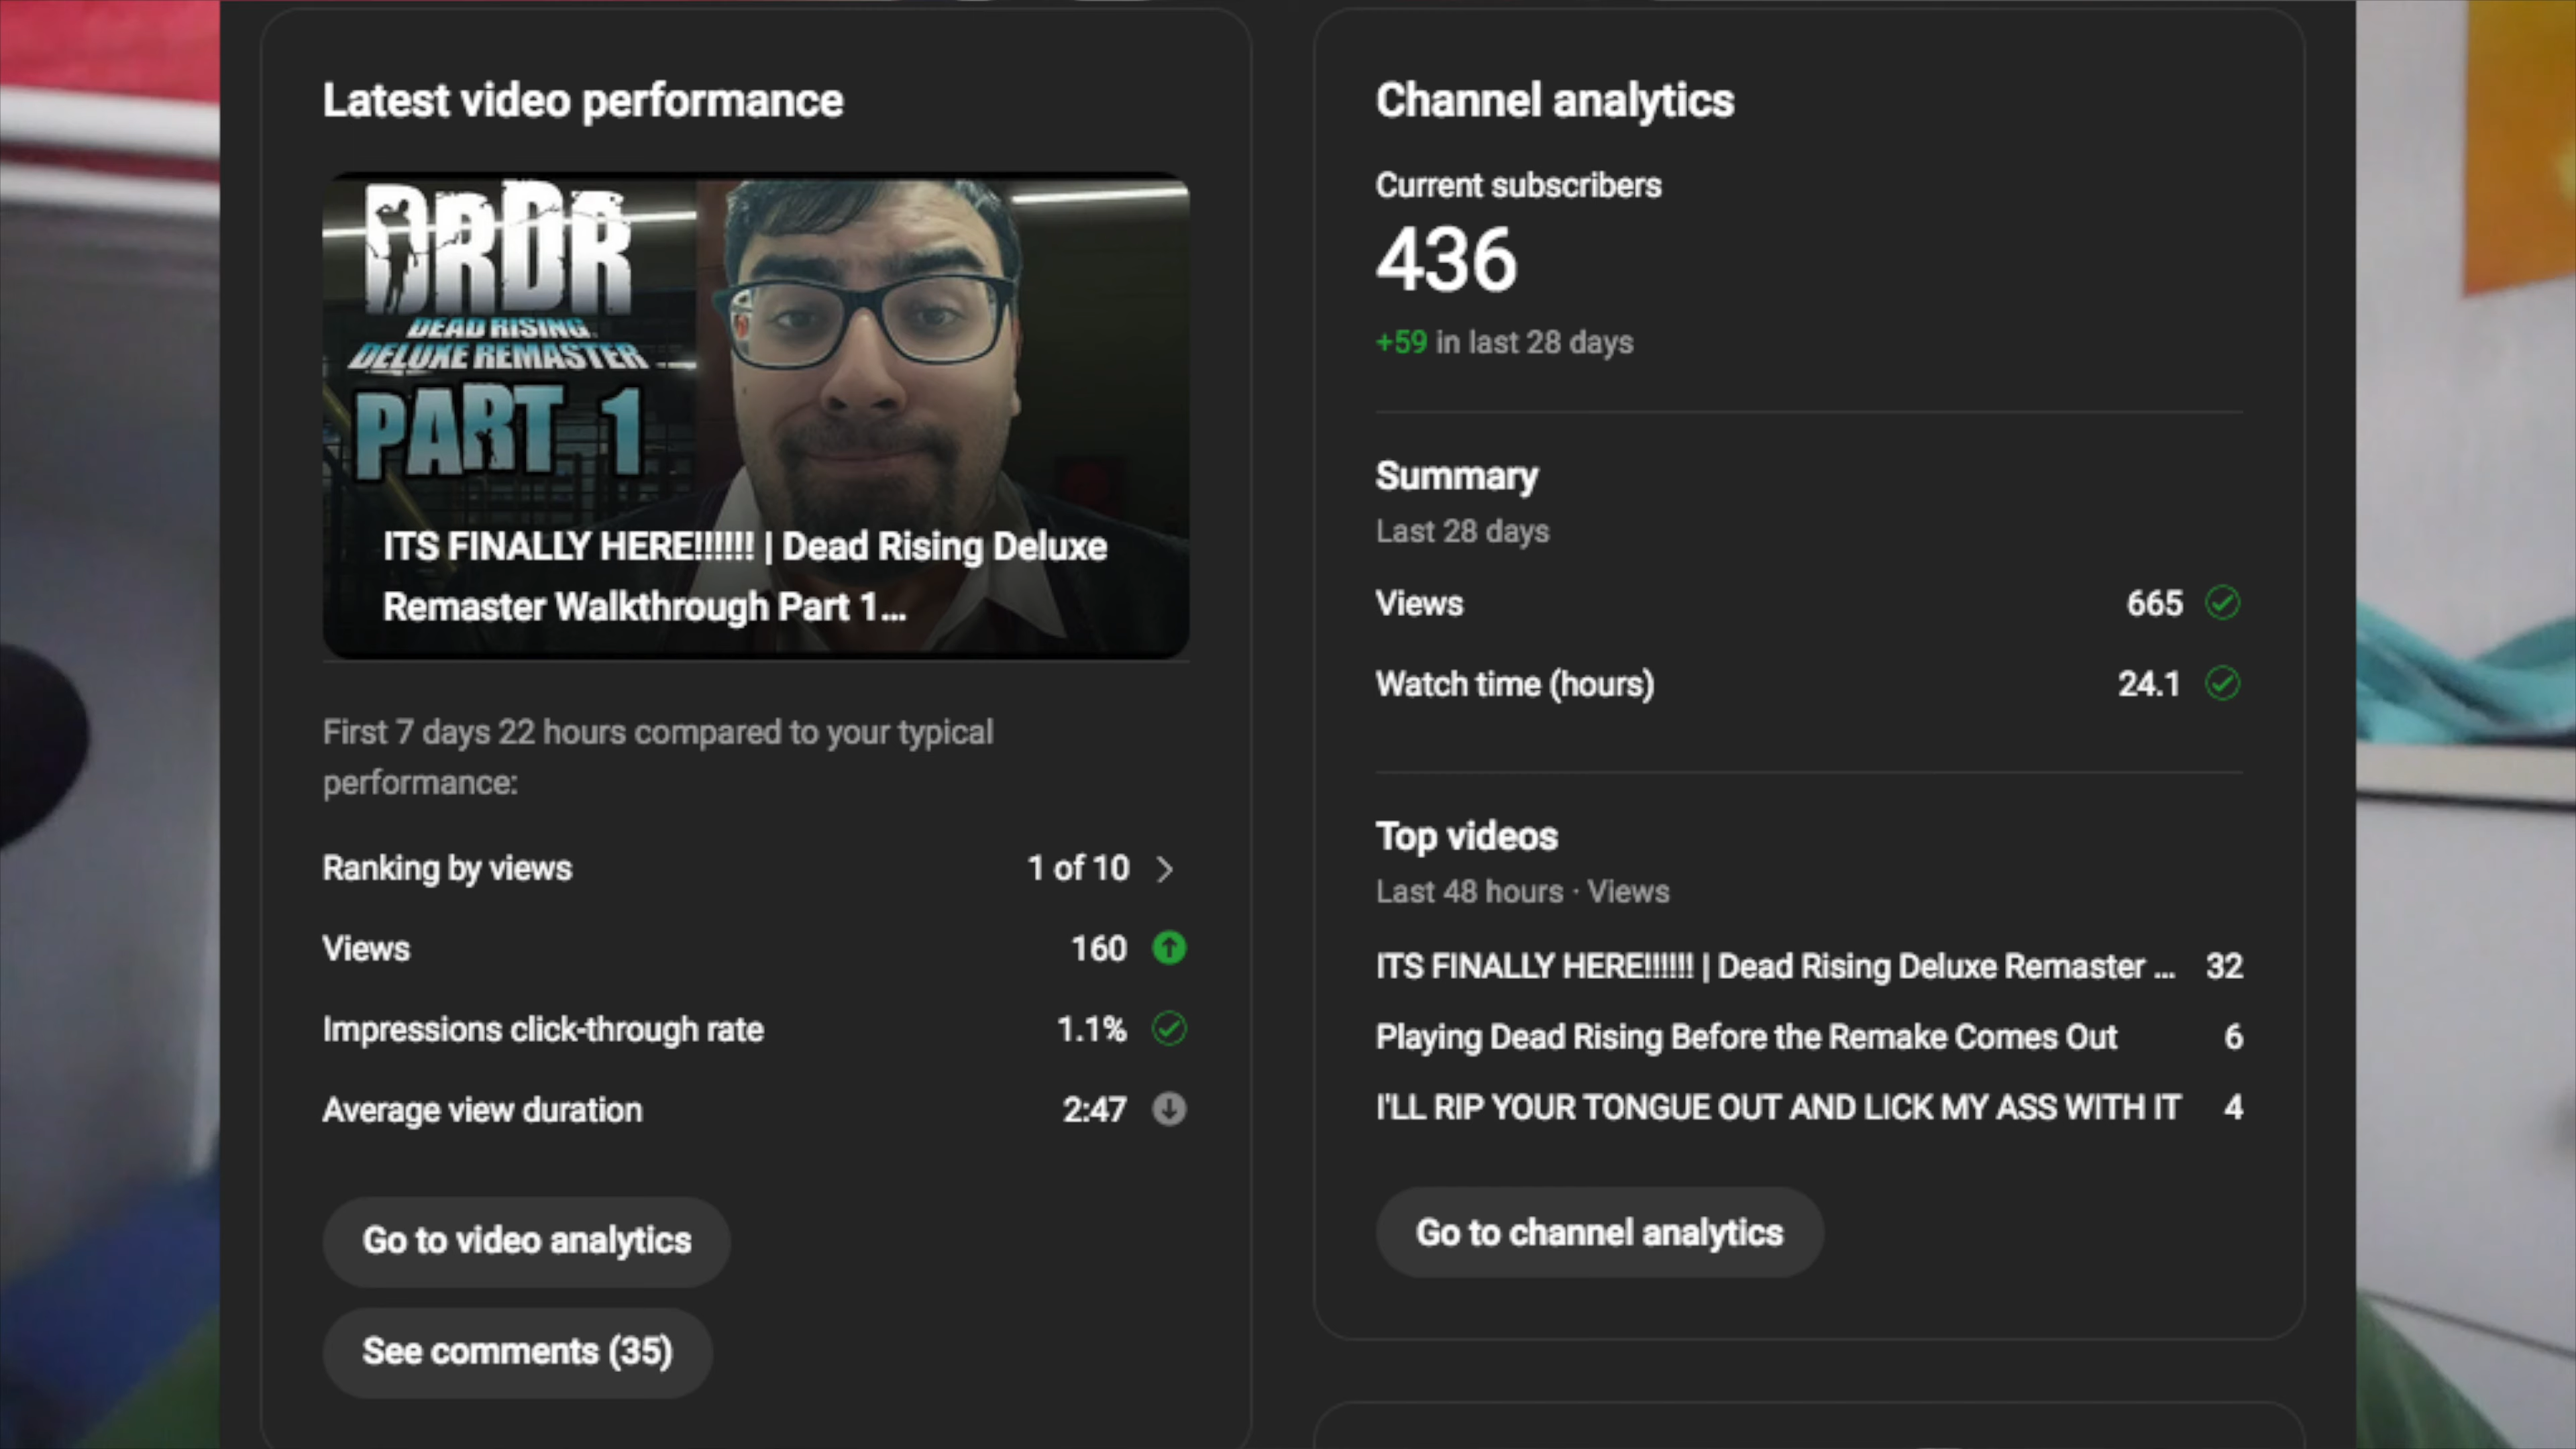 Latest video performance
DRDR
DEAD RISING
DELUXE REMASTER
PART 1
ITS FINALLY HERE!!!!!! | Dead Rising Deluxe
Remaster Walkthrough Part 1...
First 7 days 22 hours compared to your typical
performance:
Ranking by views 1 of 10
Views 160
Impressions click-through rate 1.1%
Average view duration 2:47
Go to video analytics
See comments (35)
Channel analytics
Current subscribers
436
+59 in last 28 days
Summary
Last 28 days
Views 665
Watch time (hours) 24.1
Top videos
Last 48 hours · Views
ITS FINALLY HERE!!!!!! | Dead Rising Deluxe Remaster ... 32
Playing Dead Rising Before the Remake Comes Out 6
I'LL RIP YOUR TONGUE OUT AND LICK MY ASS WITH IT 4
Go to channel analytics